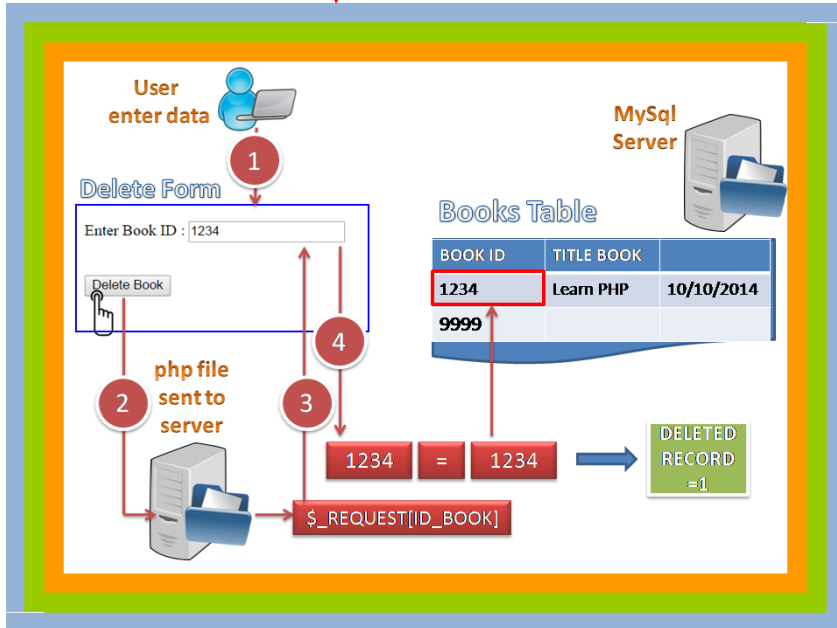 User
enter data
1
Delete Form
Enter Book ID : 1234
Delete Book
2
php file
sent to
server
3
4
MySql
Server
Books Table
BOOK ID TITLE BOOK
1234 Learn PHP 10/10/2014
9999
1234 = 1234
DELETED
RECORD
=1
$_REQUEST[ID_BOOK]